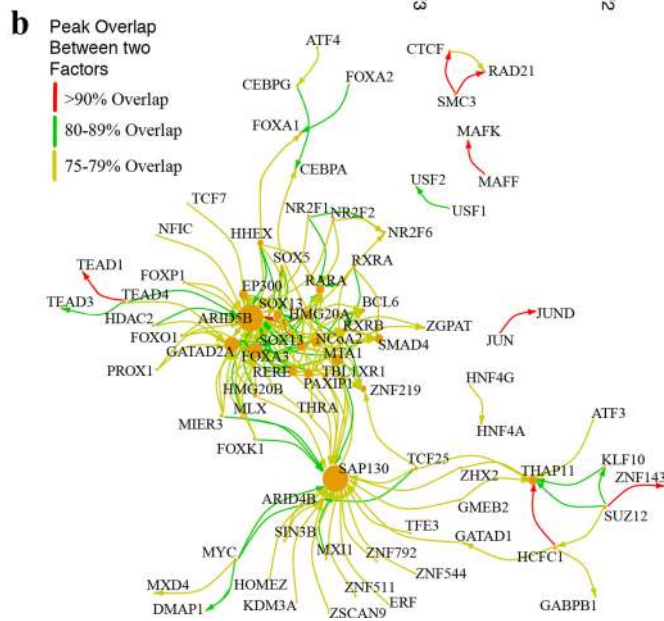 b
Peak Overlap
Between two
Factors
>90% Overlap
80-89% Overlap
75-79% Overlap
3
2
ATF4
CTCF
RAD21
CEBPG
FOXA2
SMC3
FOXA1
MAFK
CEBPA
USF2
MAFF
TCF7
NR2F1
NR2F2
USF1
NFIC
HHEX
NR2F6
SOX5
TEAD1
FOXP1
RXRA
EP300
RARA
TEAD3
TEAD4
SOX13
BCL6
ARID5B
HMG20A
JUND
HDAC2
RXRB
ZGPAT
FOXO1
SOX13
NCoA2
SMAD4
JUN
GATAD2A
FOXA3
MTA1
PROX1
RERE
TBL1XR1
HMG20B
PAXIP1
ZNF219
HNF4G
MIER3
MLX
THRA
ATF3
FOXK1
HNF4A
SAP130
TCF25
ZHX2
THAP11
KLF10
ZNF143
ARID4B
GMEB2
SUZ12
SIN3B
TFE3
GATAD1
MYC
MXI1
ZNF792
HCFC1
MXD4
HOMEZ
ZNF544
DMAP1
KDM3A
ZNF511
ERF
GABPB1
ZSCAN9